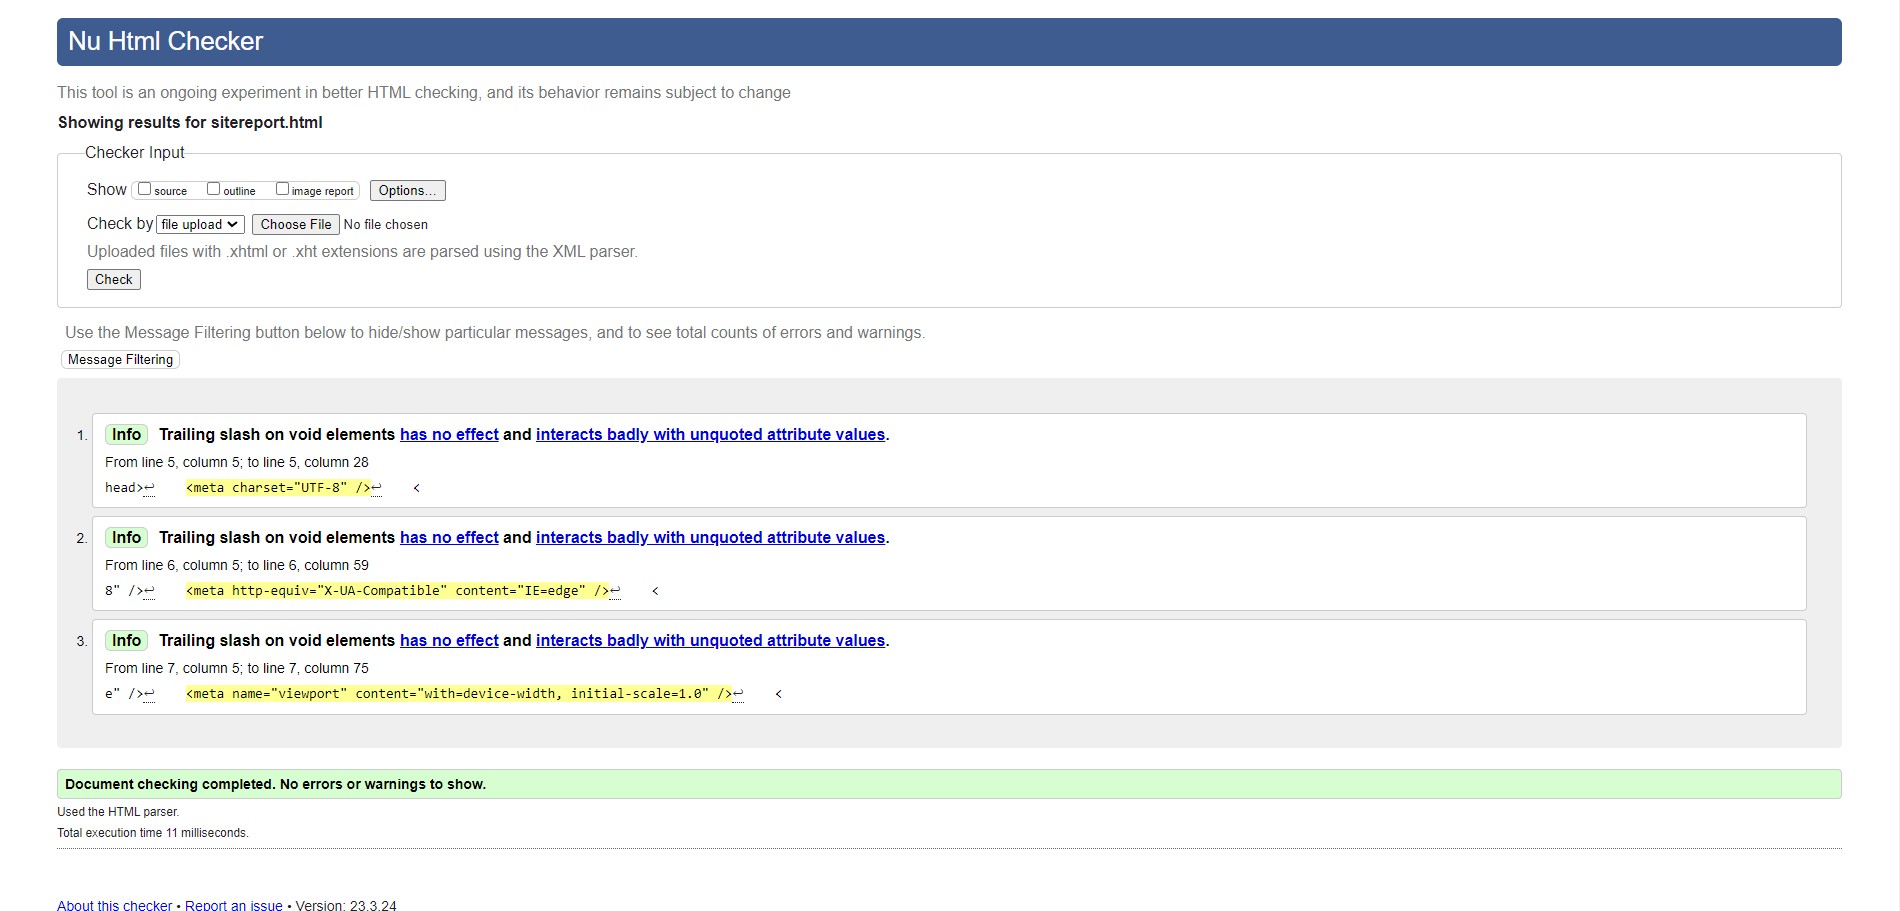 Nu Html Checker
This tool is an ongoing experiment in better HTML checking, and its behavior remains subject to change
Showing results for sitereport.html
Checker Input
Show source outline image report Options...
Check by file upload Choose File No file chosen
Uploaded files with .xhtml or .xht extensions are parsed using the XML parser.
Check
Use the Message Filtering button below to hide/show particular messages, and to see total counts of errors and warnings.
Message Filtering
1. Info Trailing slash on void elements has no effect and interacts badly with unquoted attribute values.
From line 5, column 5; to line 5, column 28
head>↩ <meta charset="UTF-8" />↩ <
2. Info Trailing slash on void elements has no effect and interacts badly with unquoted attribute values.
From line 6, column 5; to line 6, column 59
8" />↩ <meta http-equiv="X-UA-Compatible" content="IE=edge" />↩ <
3. Info Trailing slash on void elements has no effect and interacts badly with unquoted attribute values.
From line 7, column 5; to line 7, column 75
e" />↩ <meta name="viewport" content="with=device-width, initial-scale=1.0" />↩ <
Document checking completed. No errors or warnings to show.
Used the HTML parser.
Total execution time 11 milliseconds.
About this checker • Report an issue • Version: 23.3.24